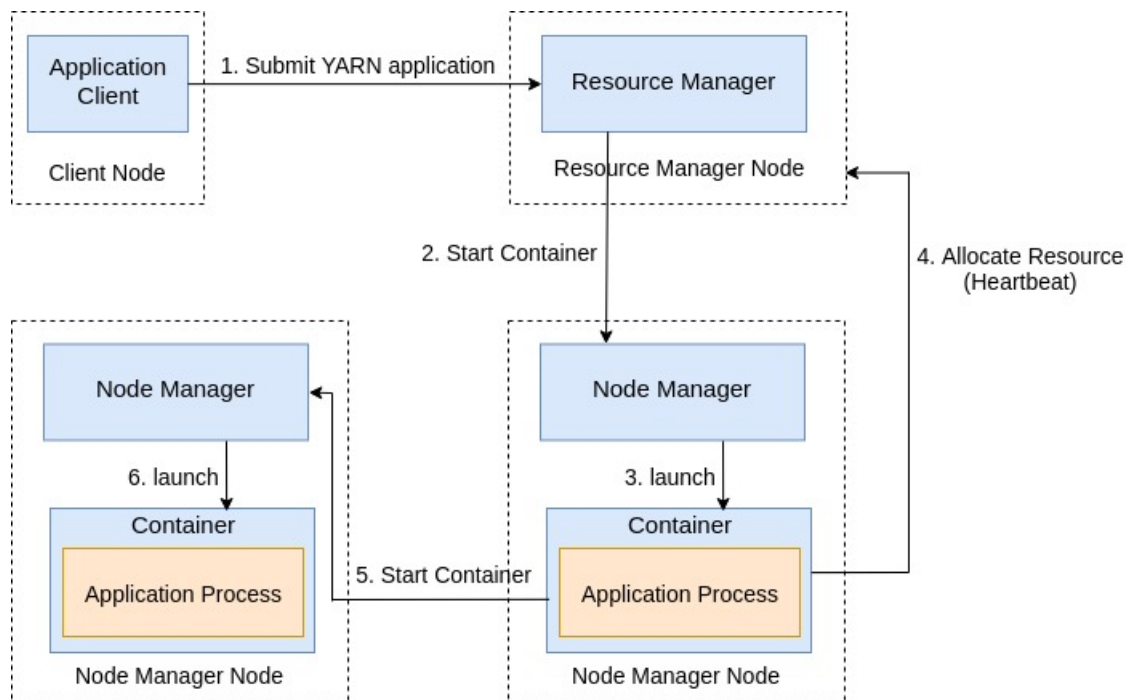 Application
Client
Client Node
1. Submit YARN application
Resource Manager
Resource Manager Node
2. Start Container
4. Allocate Resource
(Heartbeat)
Node Manager
6. launch
Container
Application Process
Node Manager Node
5. Start Container
Node Manager
3. launch
Container
Application Process
Node Manager Node